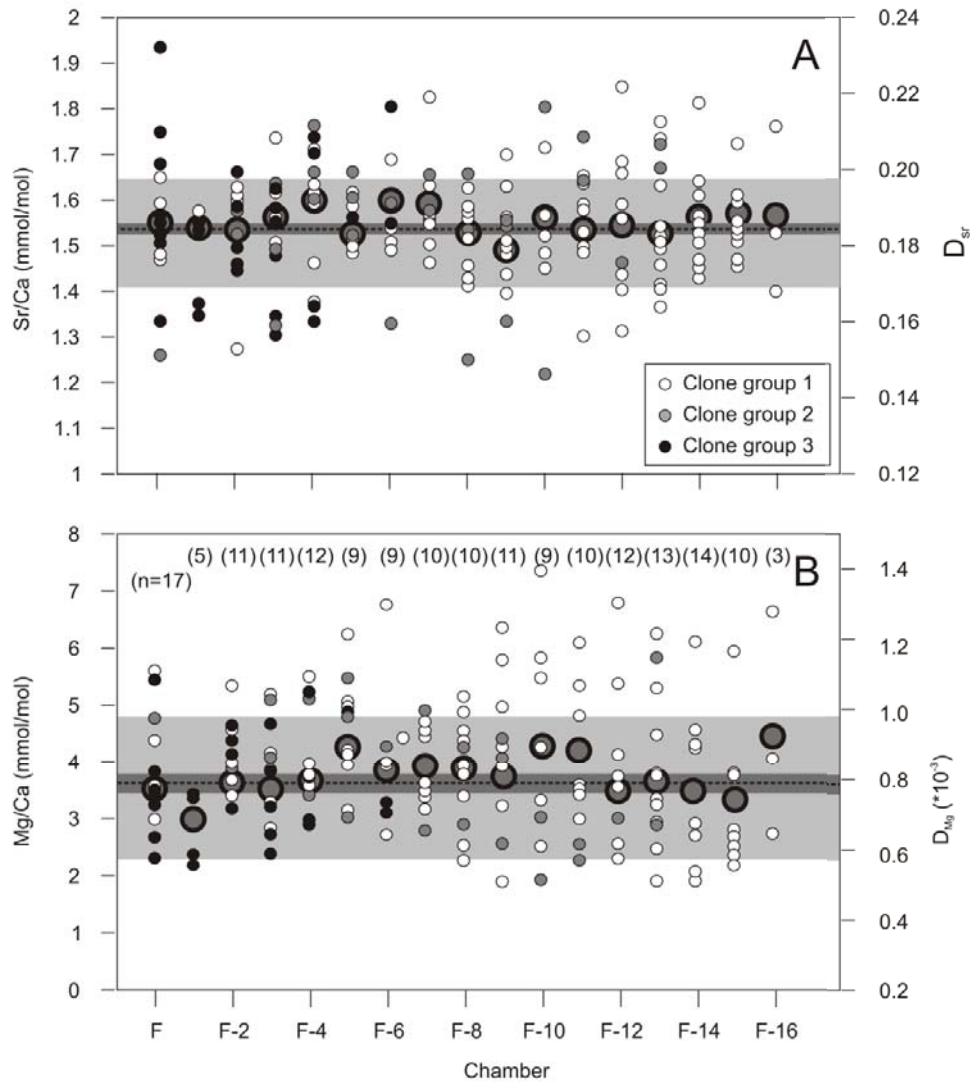 A
Sr/Ca (mmol/mol)
2
1.9
1.8
1.7
1.6
1.5
1.4
1.3
1.2
1.1
1
0.24
0.22
0.20
0.18
0.16
0.14
0.12
D_Sr
Clone group 1
Clone group 2
Clone group 3
B
(n=17) (5) (11) (11) (12) (9) (9) (10) (10) (11) (9) (10) (12) (13) (14) (10) (3)
Mg/Ca (mmol/mol)
8
7
6
5
4
3
2
1
0
1.4
1.2
1.0
0.8
0.6
0.4
0.2
D_Mg (*10⁻³)
F F-2 F-4 F-6 F-8 F-10 F-12 F-14 F-16
Chamber